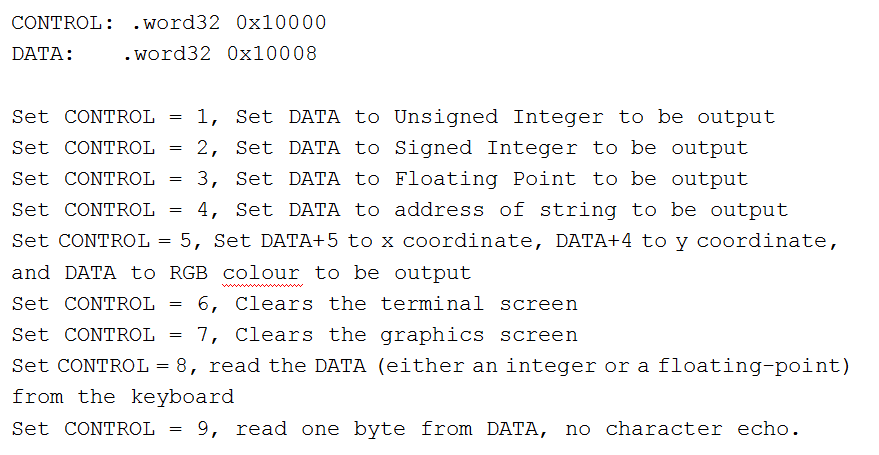 CONTROL: .word32 0x10000
DATA: .word32 0x10008
Set CONTROL = 1, Set DATA to Unsigned Integer to be output
Set CONTROL = 2, Set DATA to Signed Integer to be output
Set CONTROL = 3, Set DATA to Floating Point to be output
Set CONTROL = 4, Set DATA to address of string to be output
Set CONTROL = 5, Set DATA+5 to x coordinate, DATA+4 to y coordinate,
and DATA to RGB colour to be output
Set CONTROL = 6, Clears the terminal screen
Set CONTROL = 7, Clears the graphics screen
Set CONTROL = 8, read the DATA (either an integer or a floating-point)
from the keyboard
Set CONTROL = 9, read one byte from DATA, no character echo.